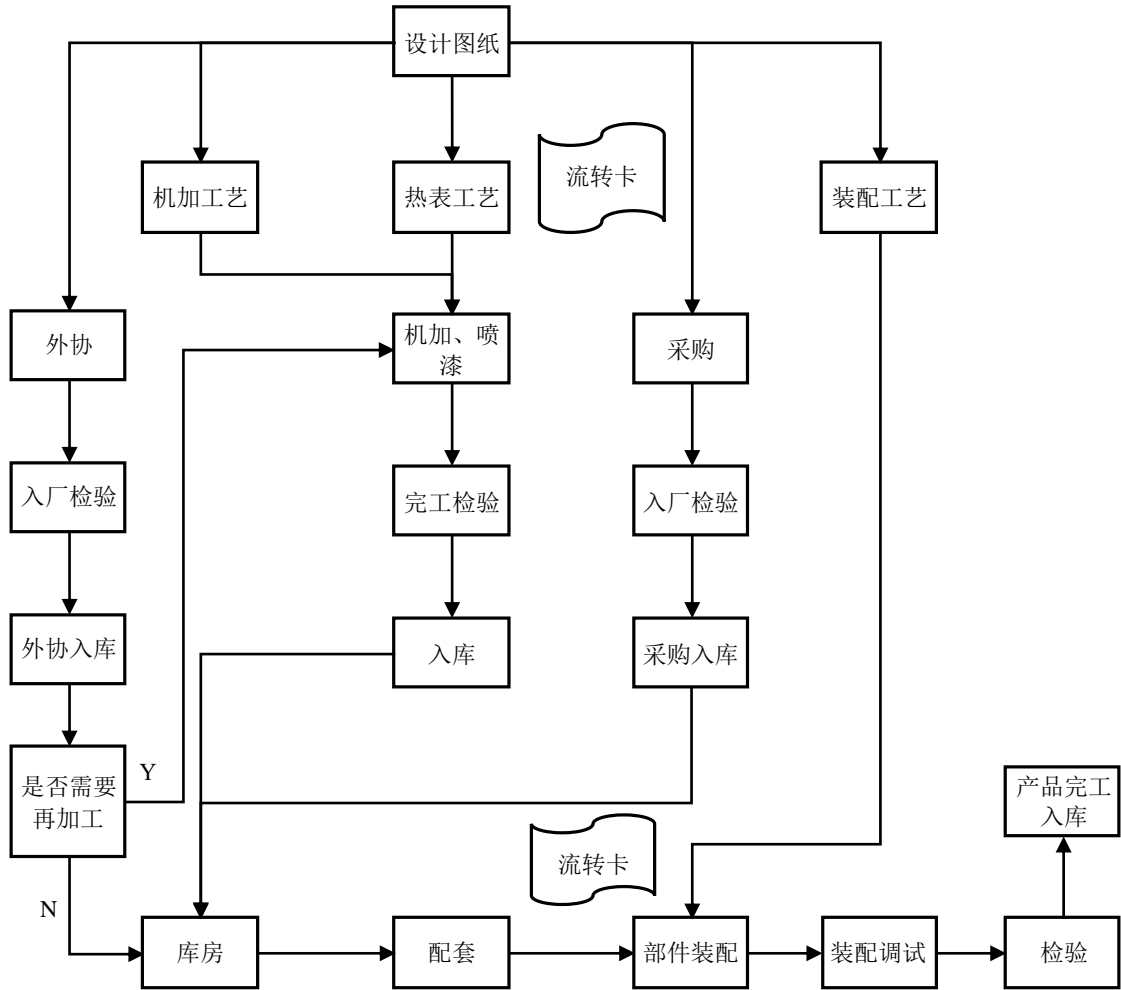 设计图纸
机加工艺
热表工艺
流转卡
装配工艺
外协
机加、喷
漆
采购
入厂检验
完工检验
入厂检验
外协入库
入库
采购入库
是否需要
再加工
Y
N
产品完工
入库
流转卡
库房
配套
部件装配
装配调试
检验